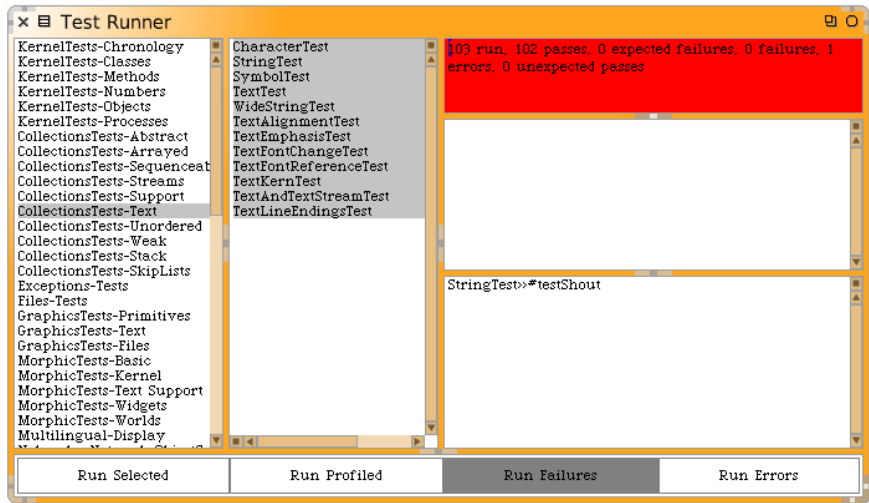 Test Runner
KernelTests-Chronology
KernelTests-Classes
KernelTests-Methods
KernelTests-Numbers
KernelTests-Objects
KernelTests-Processes
CollectionsTests-Abstract
CollectionsTests-Arrayed
CollectionsTests-Sequenceab
CollectionsTests-Streams
CollectionsTests-Support
CollectionsTests-Text
CollectionsTests-Unordered
CollectionsTests-Weak
CollectionsTests-Stack
CollectionsTests-SkipLists
Exceptions-Tests
Files-Tests
GraphicsTests-Primitives
GraphicsTests-Text
GraphicsTests-Files
MorphicTests-Basic
MorphicTests-Kernel
MorphicTests-Text Support
MorphicTests-Widgets
MorphicTests-Worlds
Multilingual-Display
CharacterTest
StringTest
SymbolTest
TextTest
WideStringTest
TextAlignmentTest
TextEmphasisTest
TextFontChangeTest
TextFontReferenceTest
TextKernTest
TextAndTextStreamTest
TextLineEndingsTest
103 run, 102 passes, 0 expected failures, 0 failures, 1
errors, 0 unexpected passes
StringTest>>#testShout
Run Selected
Run Profiled
Run Failures
Run Errors